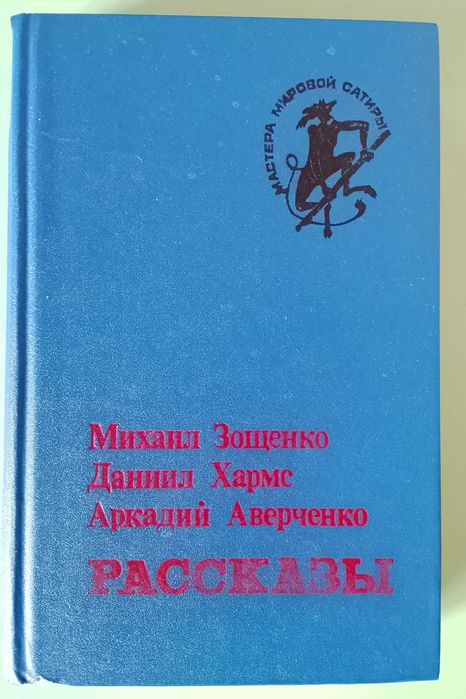 МАСТЕРА МИРОВОЙ САТИРЫ
Михаил Зощенко
Даниил Хармс
Аркадий Аверченко
РАССКАЗЫ